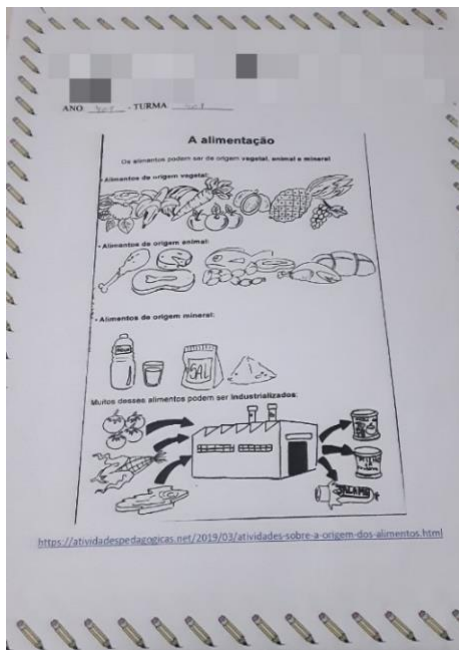 ANO - TURMA
A alimentação
Os alimentos podem ser de origem vegetal, animal e mineral
- Alimentos de origem vegetal:
- Alimentos de origem animal:
- Alimentos de origem mineral:
SAL
Muitos desses alimentos podem ser industrializados:
SALAME
https://atividadespedagogicas.net/2019/03/atividades-sobre-a-origem-dos-alimentos.html